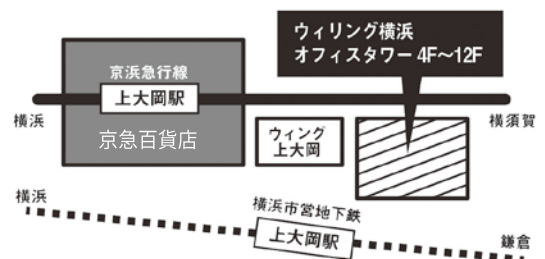 ウィリング横浜
オフィスタワー 4F〜12F
京浜急行線
上大岡駅
横浜
横須賀
京急百貨店
ウィング
上大岡
横浜
横浜市営地下鉄
上大岡駅
鎌倉